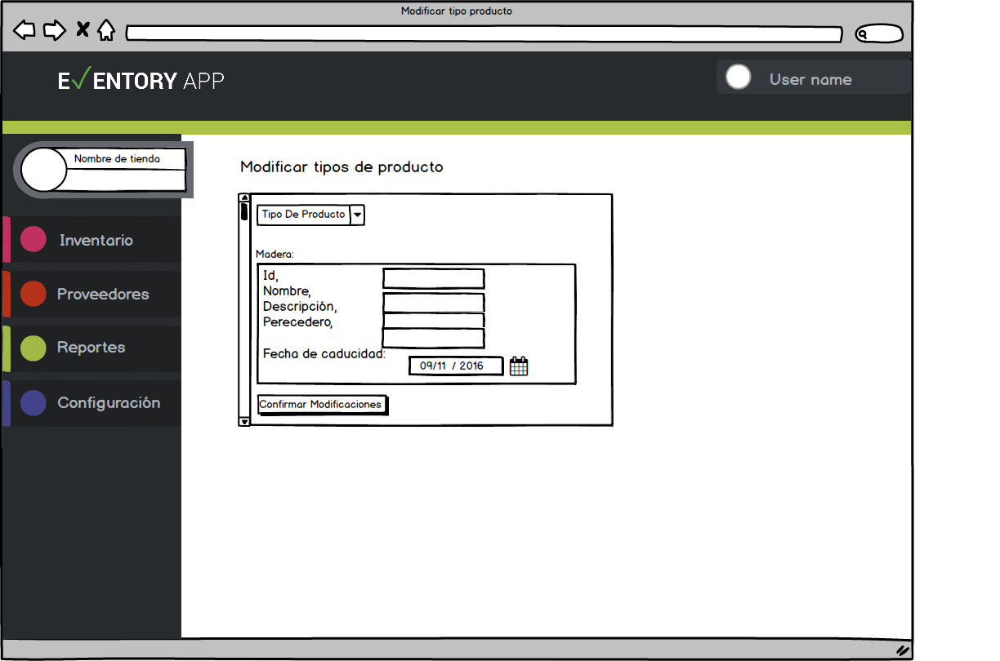 Modificar tipo producto
E✓ENTORY APP
User name
Nombre de tienda
Modificar tipos de producto
Tipo De Producto
Inventario
Madera:
Id,
Nombre,
Proveedores
Descripción,
Perecedero,
Reportes
Fecha de caducidad:
09/11 / 2016
Configuración
Confirmar Modificaciones